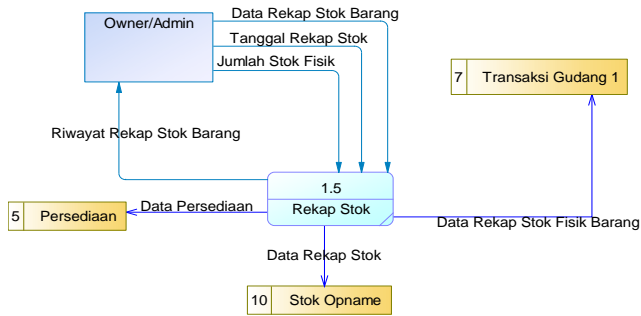 Owner/Admin
Data Rekap Stok Barang
Tanggal Rekap Stok
Jumlah Stok Fisik
7 Transaksi Gudang 1
Riwayat Rekap Stok Barang
1.5
Rekap Stok
5 Persediaan
Data Persediaan
Data Rekap Stok Fisik Barang
Data Rekap Stok
10 Stok Opname